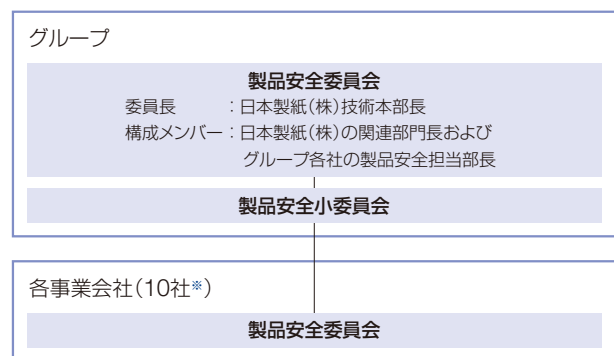 グループ
製品安全委員会
委員長　　　：日本製紙(株)技術本部長
構成メンバー：日本製紙(株)の関連部門長および
グループ各社の製品安全担当部長
製品安全小委員会
各事業会社(10社※)
製品安全委員会